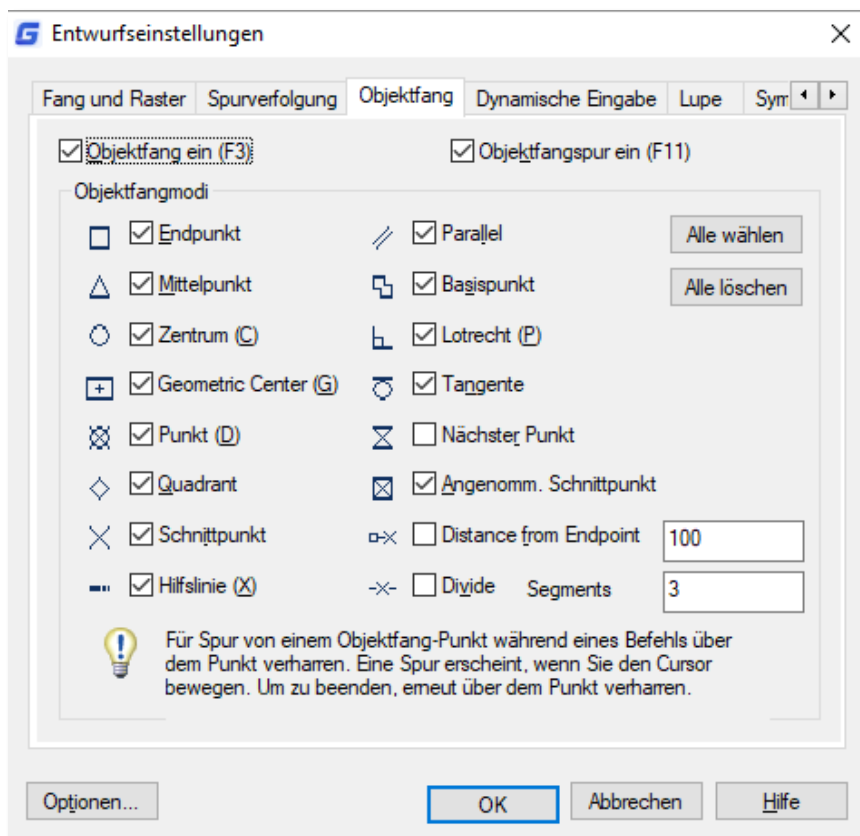 Entwurfseinstellungen
Fang und Raster Spurverfolgung Objektfang Dynamische Eingabe Lupe Sym
Objektfang ein (F3) Objektfangspur ein (F11)
Objektfangmodi
Endpunkt Parallel Alle wählen
Mittelpunkt Basispunkt Alle löschen
Zentrum (C) Lotrecht (P)
Geometric Center (G) Tangente
Punkt (D) Nächster Punkt
Quadrant Angenomm. Schnittpunkt
Schnittpunkt Distance from Endpoint 100
Hilfslinie (X) Divide Segments 3
Für Spur von einem Objektfang-Punkt während eines Befehls über
dem Punkt verharren. Eine Spur erscheint, wenn Sie den Cursor
bewegen. Um zu beenden, erneut über dem Punkt verharren.
Optionen... OK Abbrechen Hilfe